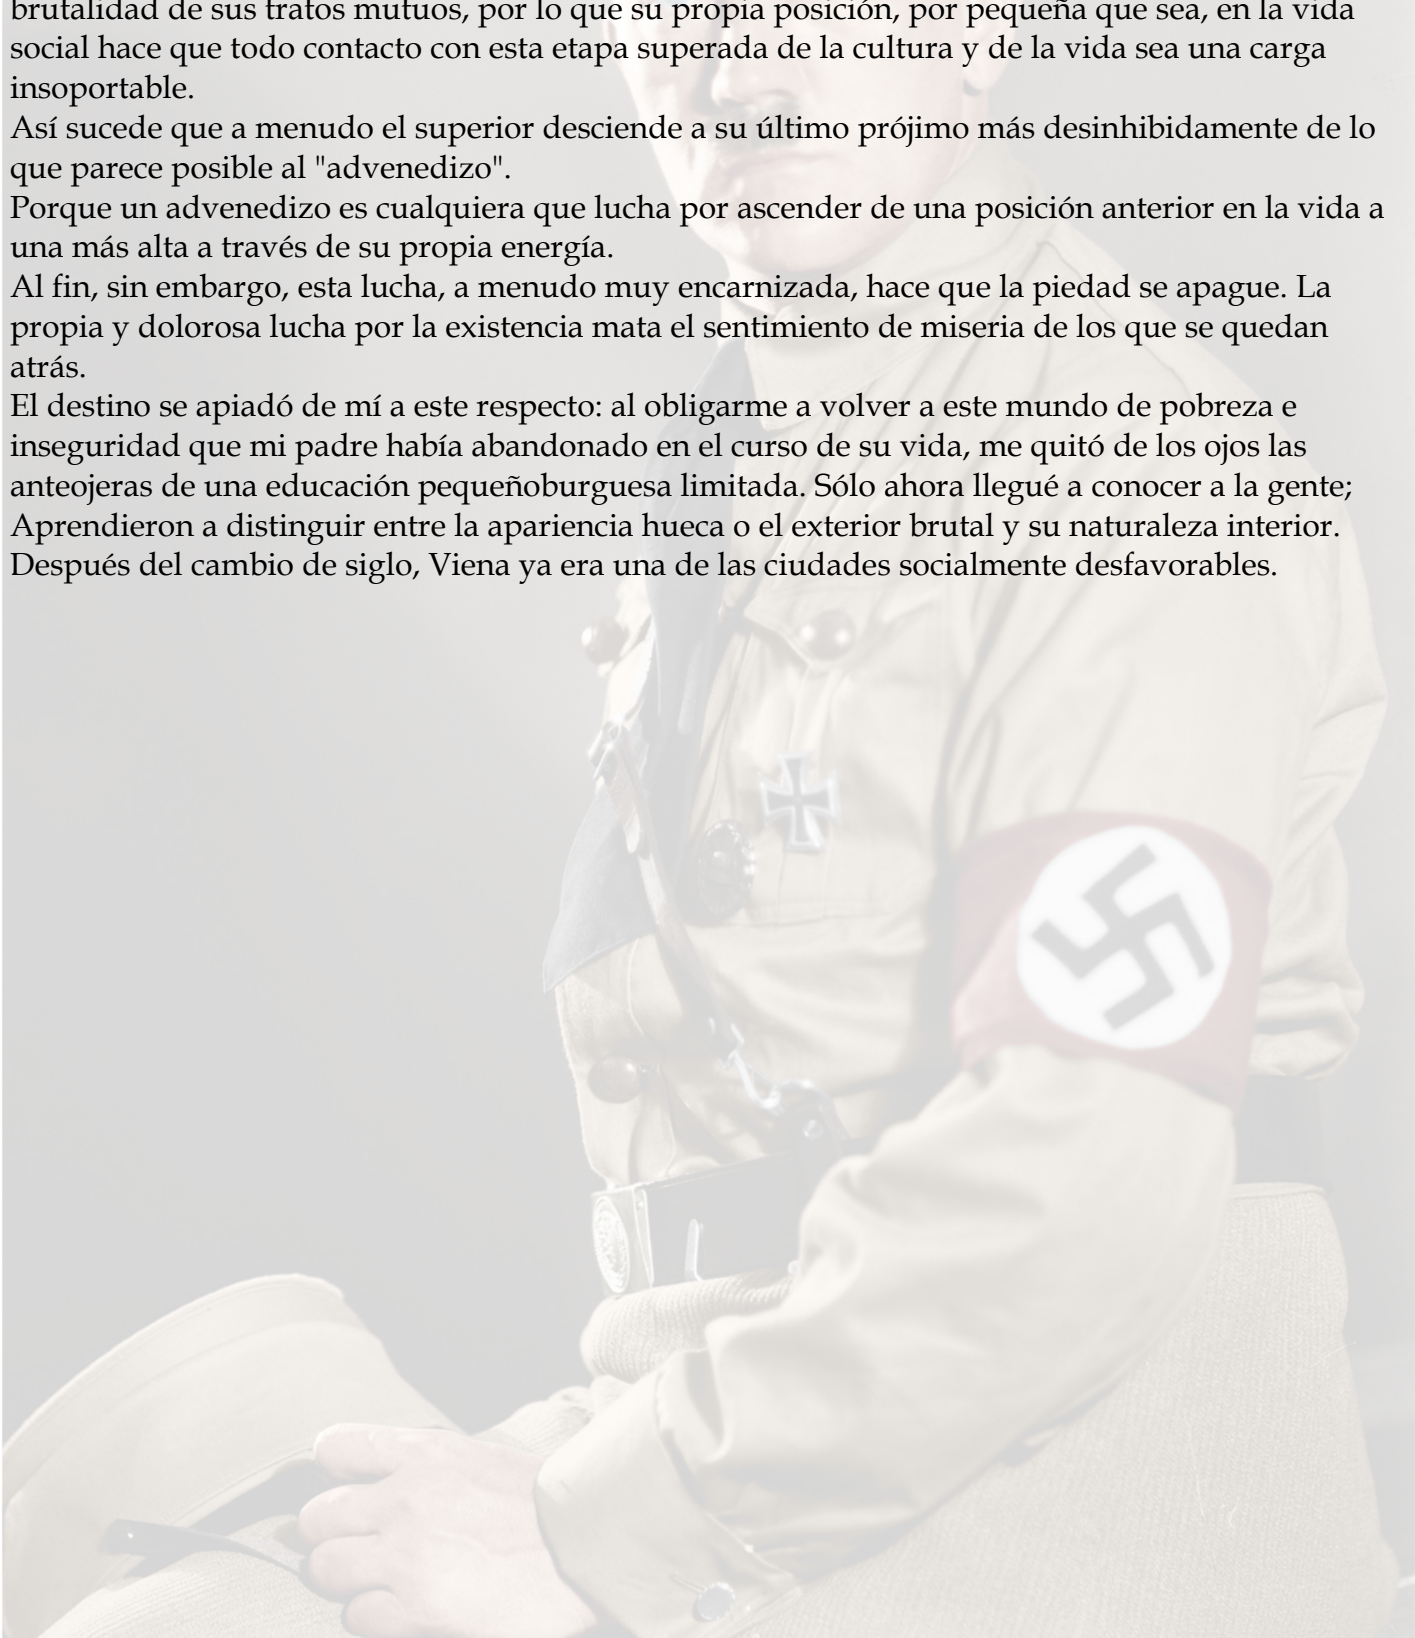 brutalidad de sus tratos mutuos, por lo que su propia posición, por pequeña que sea, en la vida
social hace que todo contacto con esta etapa superada de la cultura y de la vida sea una carga
insoportable.
Así sucede que a menudo el superior desciende a su último prójimo más desinhibidamente de lo
que parece posible al "advenedizo".
Porque un advenedizo es cualquiera que lucha por ascender de una posición anterior en la vida a
una más alta a través de su propia energía.
Al fin, sin embargo, esta lucha, a menudo muy encarnizada, hace que la piedad se apague. La
propia y dolorosa lucha por la existencia mata el sentimiento de miseria de los que se quedan
atrás.
El destino se apiadó de mí a este respecto: al obligarme a volver a este mundo de pobreza e
inseguridad que mi padre había abandonado en el curso de su vida, me quitó de los ojos las
anteojeras de una educación pequeñoburguesa limitada. Sólo ahora llegué a conocer a la gente;
Aprendieron a distinguir entre la apariencia hueca o el exterior brutal y su naturaleza interior.
Después del cambio de siglo, Viena ya era una de las ciudades socialmente desfavorables.